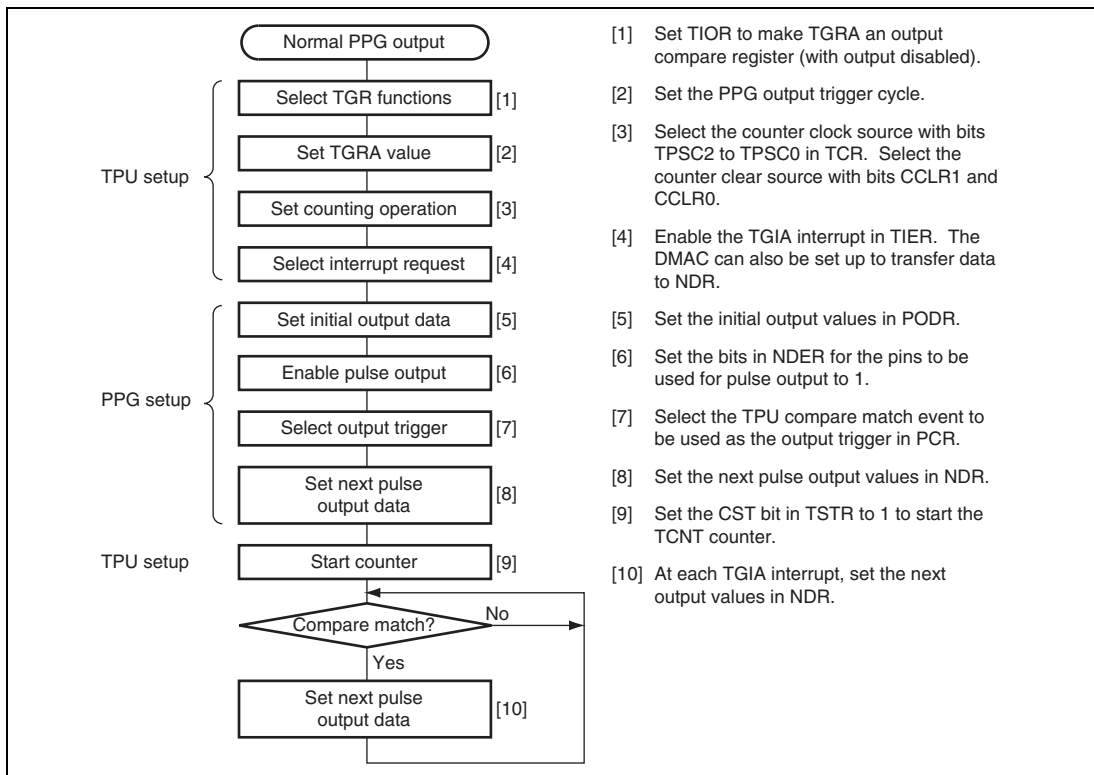 Normal PPG output
Select TGR functions [1]
Set TGRA value [2]
TPU setup
Set counting operation [3]
Select interrupt request [4]
Set initial output data [5]
Enable pulse output [6]
PPG setup
Select output trigger [7]
Set next pulse
output data [8]
TPU setup Start counter [9]
Compare match? No
Yes
Set next pulse
output data [10]
[1] Set TIOR to make TGRA an output
compare register (with output disabled).
[2] Set the PPG output trigger cycle.
[3] Select the counter clock source with bits
TPSC2 to TPSC0 in TCR. Select the
counter clear source with bits CCLR1 and
CCLR0.
[4] Enable the TGIA interrupt in TIER. The
DMAC can also be set up to transfer data
to NDR.
[5] Set the initial output values in PODR.
[6] Set the bits in NDER for the pins to be
used for pulse output to 1.
[7] Select the TPU compare match event to
be used as the output trigger in PCR.
[8] Set the next pulse output values in NDR.
[9] Set the CST bit in TSTR to 1 to start the
TCNT counter.
[10] At each TGIA interrupt, set the next
output values in NDR.